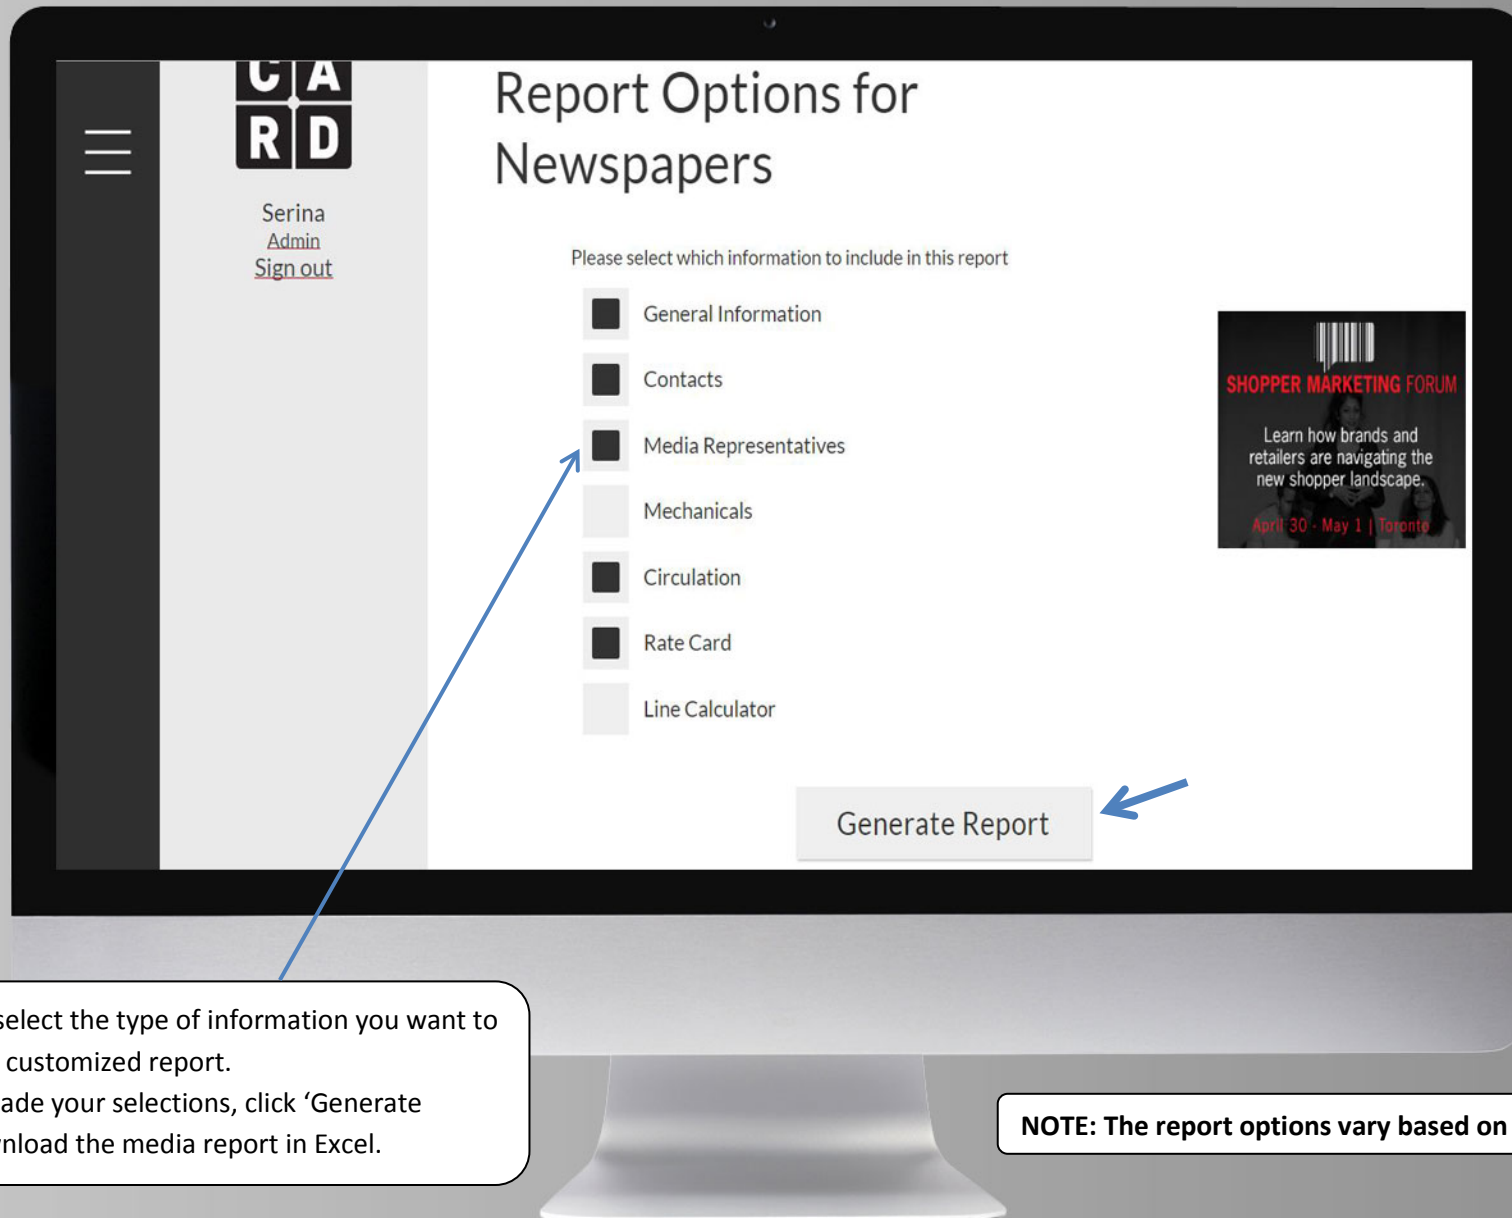 CA
RD
Serina
Admin
Sign out
Report Options for
Newspapers
Please select which information to include in this report
General Information
Contacts
Media Representatives
Mechanicals
Circulation
Rate Card
Line Calculator
Generate Report
SHOPPER MARKETING FORUM
Learn how brands and
retailers are navigating the
new shopper landscape.
April 30 - May 1 | Toronto
select the type of information you want to
customized report.
ade your selections, click ‘Generate
wnload the media report in Excel.
NOTE: The report options vary based on